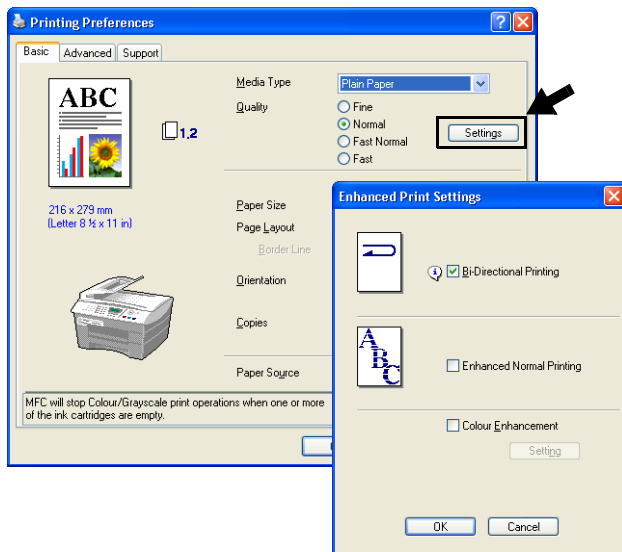 Printing Preferences
Basic Advanced Support
ABC
1,2
216 x 279 mm
(Letter 8 ½ x 11 in)
Media Type Plain Paper
Quality Fine
Normal
Fast Normal
Fast
Settings
Paper Size
Page Layout
Border Line
Orientation
Copies
Paper Source
MFC will stop Colour/Grayscale print operations when one or more
of the ink cartridges are empty.
Enhanced Print Settings
Bi-Directional Printing
ABC
Enhanced Normal Printing
Colour Enhancement
Setting
OK Cancel